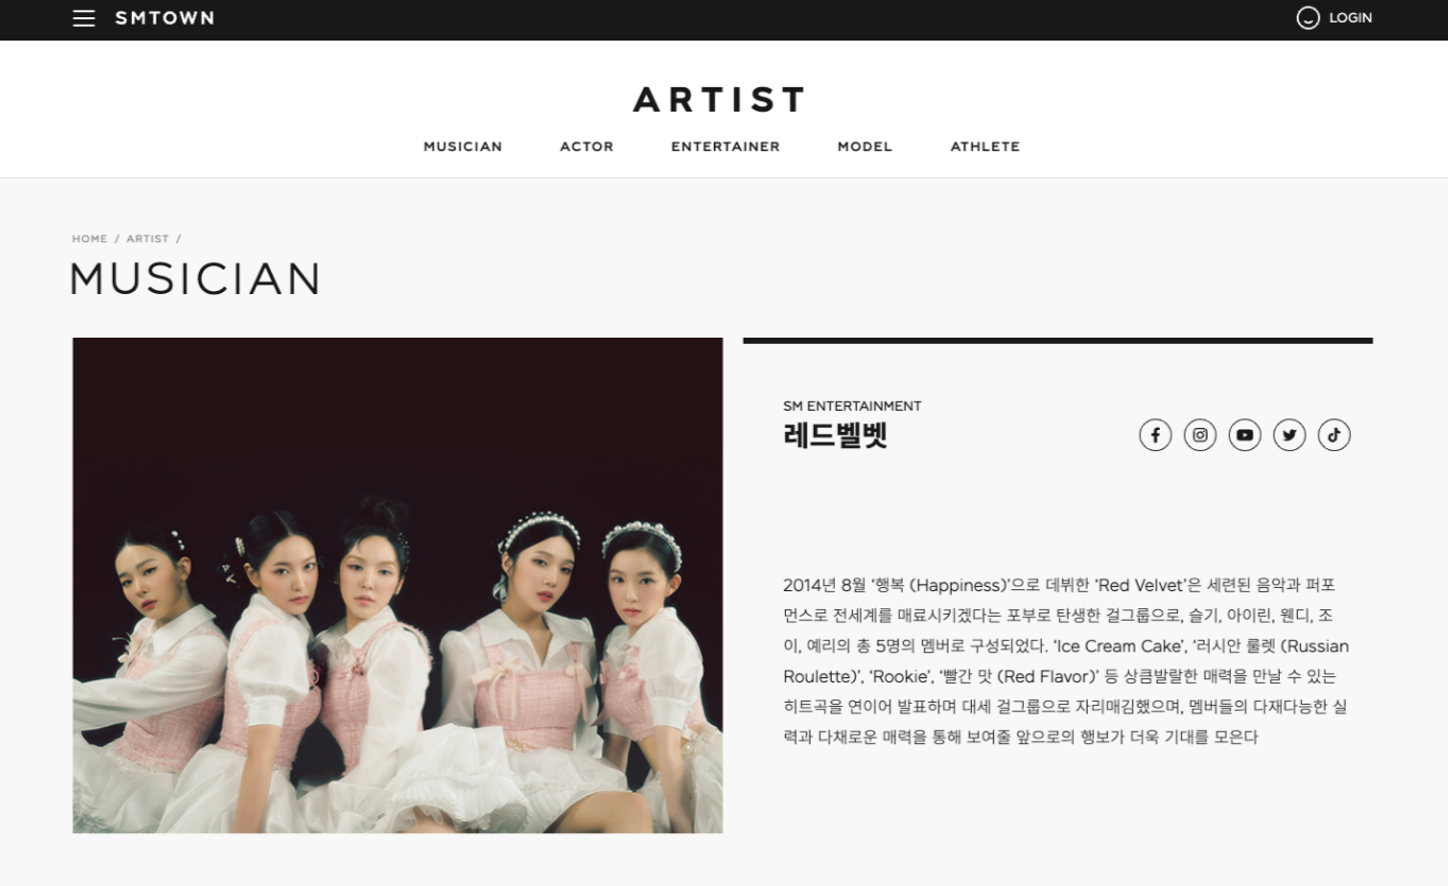 SMTOWN
LOGIN
ARTIST
MUSICIAN ACTOR ENTERTAINER MODEL ATHLETE
HOME / ARTIST /
MUSICIAN
SM ENTERTAINMENT
레드벨벳
2014년 8월 ‘행복 (Happiness)’으로 데뷔한 ‘Red Velvet’은 세련된 음악과 퍼포
먼스로 전세계를 매료시키겠다는 포부로 탄생한 걸그룹으로, 슬기, 아이린, 웬디, 조
이, 예리의 총 5명의 멤버로 구성되었다. ‘Ice Cream Cake’, ‘러시안 룰렛 (Russian
Roulette)’, ‘Rookie’, ‘빨간 맛 (Red Flavor)’ 등 상큼발랄한 매력을 만날 수 있는
히트곡을 연이어 발표하며 대세 걸그룹으로 자리매김했으며, 멤버들의 다재다능한 실
력과 다채로운 매력을 통해 보여줄 앞으로의 행보가 더욱 기대를 모은다